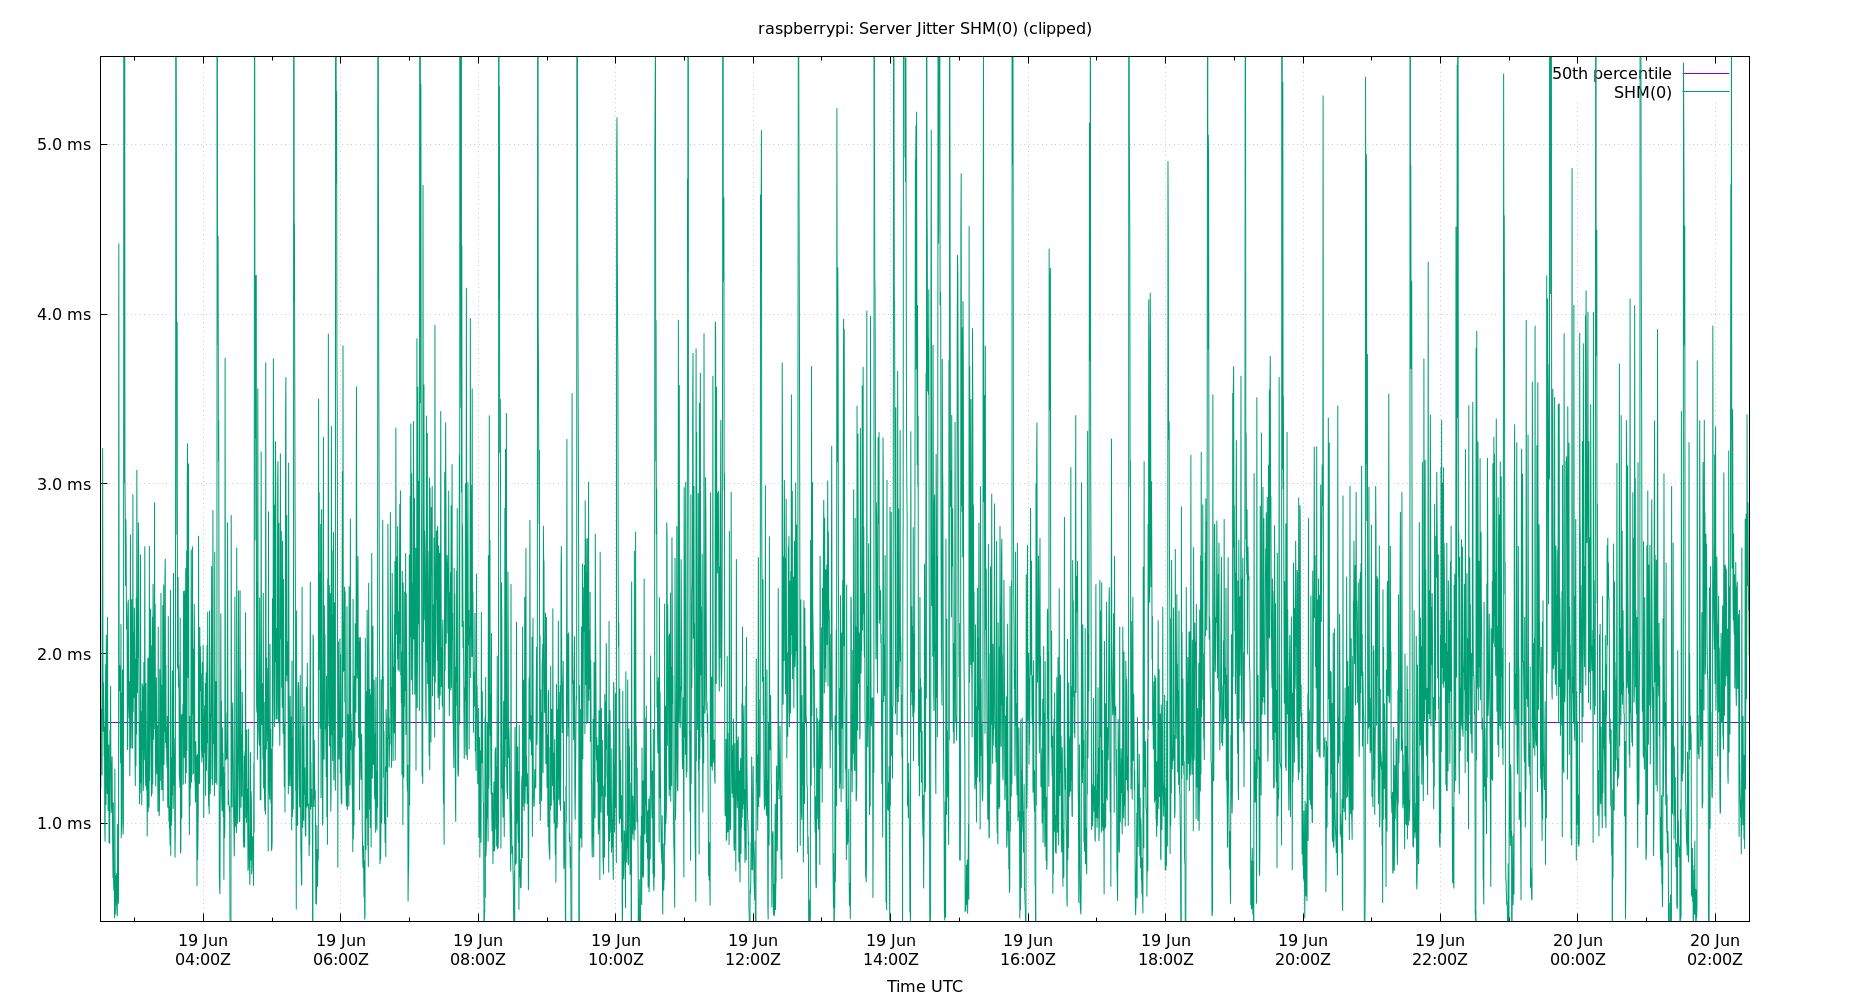 raspberrypi: Server Jitter SHM(0) (clipped)
50th percentile
SHM(0)
5.0 ms
4.0 ms
3.0 ms
2.0 ms
1.0 ms
19 Jun 19 Jun 19 Jun 19 Jun 19 Jun 19 Jun 19 Jun 19 Jun 19 Jun 19 Jun 20 Jun 20 Jun
04:00Z 06:00Z 08:00Z 10:00Z 12:00Z 14:00Z 16:00Z 18:00Z 20:00Z 22:00Z 00:00Z 02:00Z
Time UTC